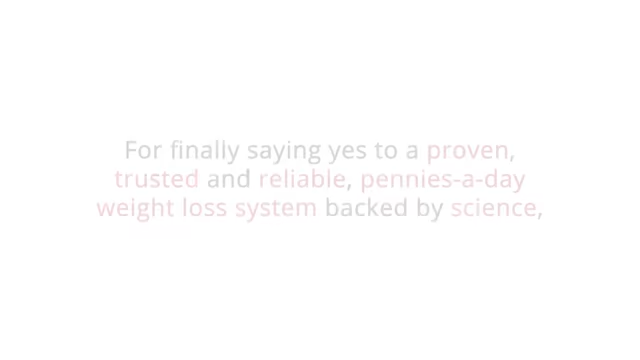 For finally saying yes to a proven,
trusted and reliable, pennies-a-day
weight loss system backed by science,